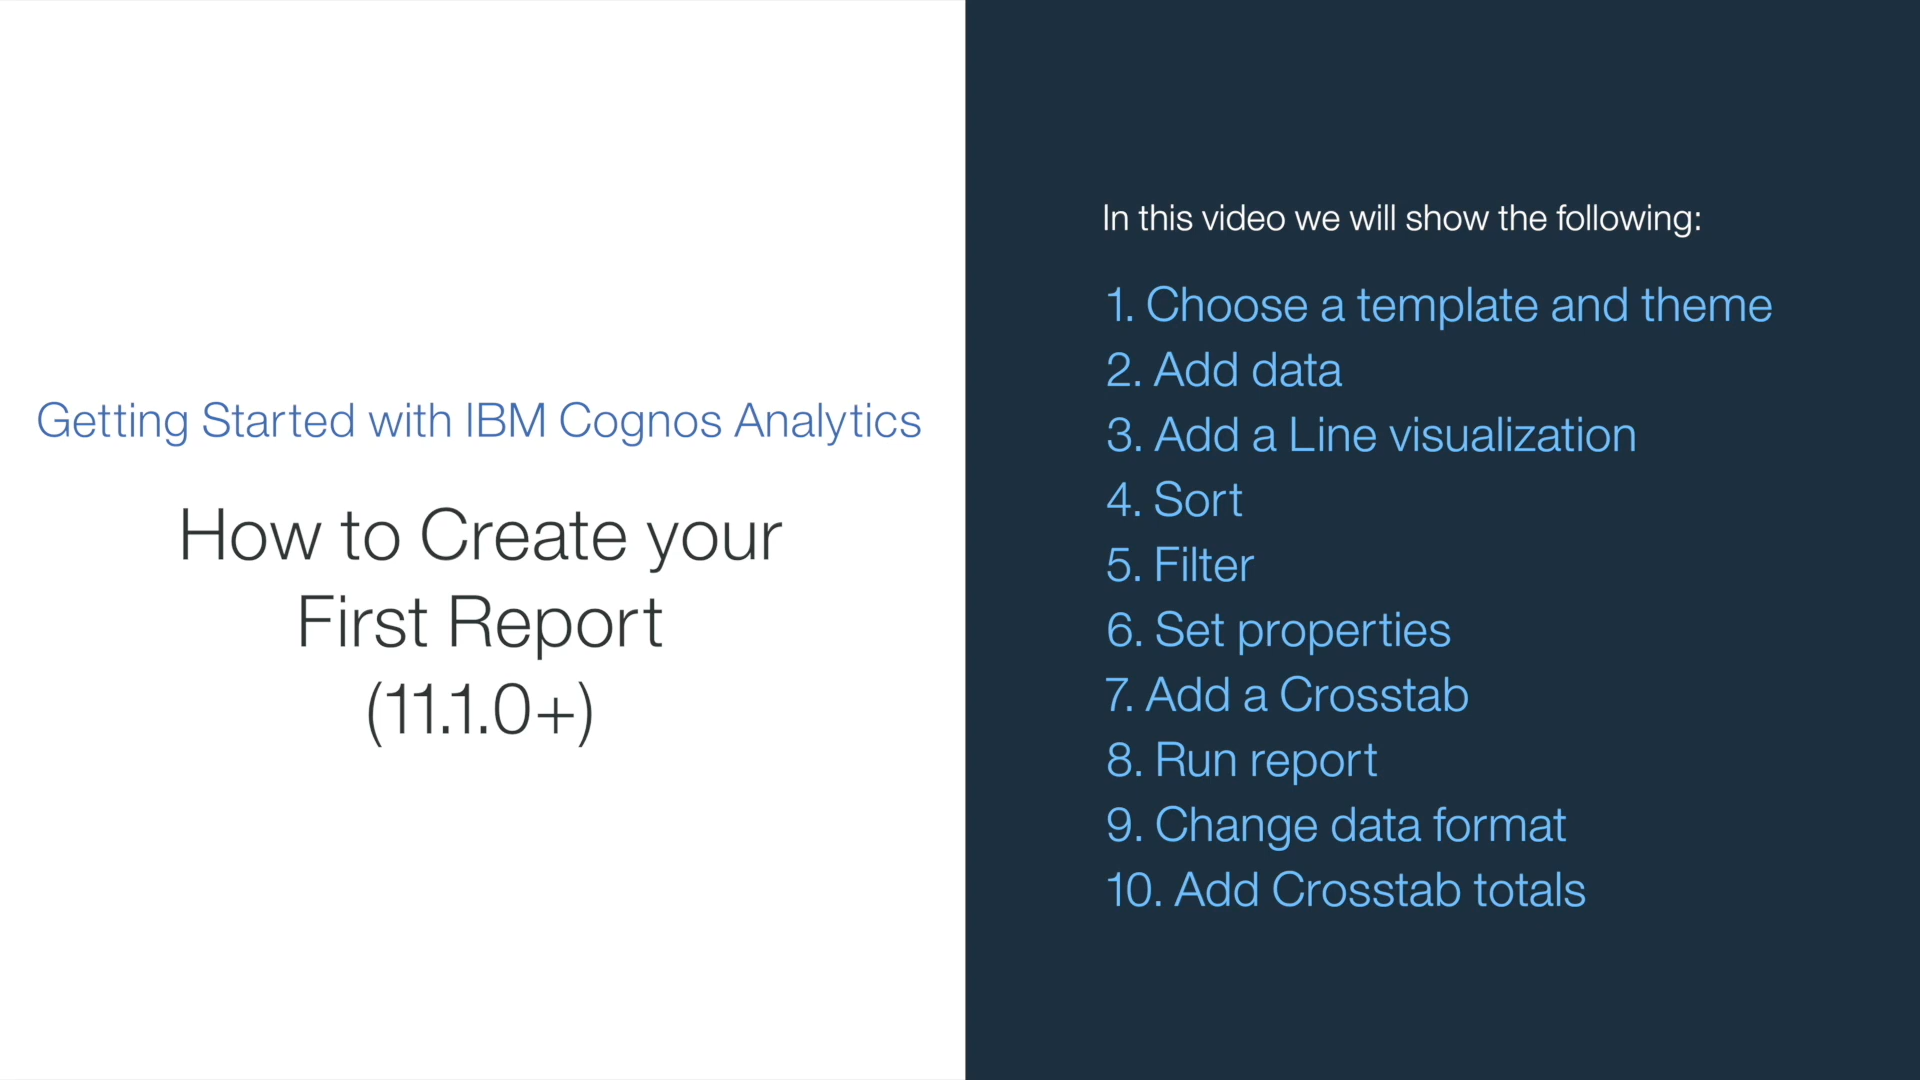 Getting Started with IBM Cognos Analytics
How to Create your
First Report
(11.1.0+)
In this video we will show the following:
1. Choose a template and theme
2. Add data
3. Add a Line visualization
4. Sort
5. Filter
6. Set properties
7. Add a Crosstab
8. Run report
9. Change data format
10. Add Crosstab totals